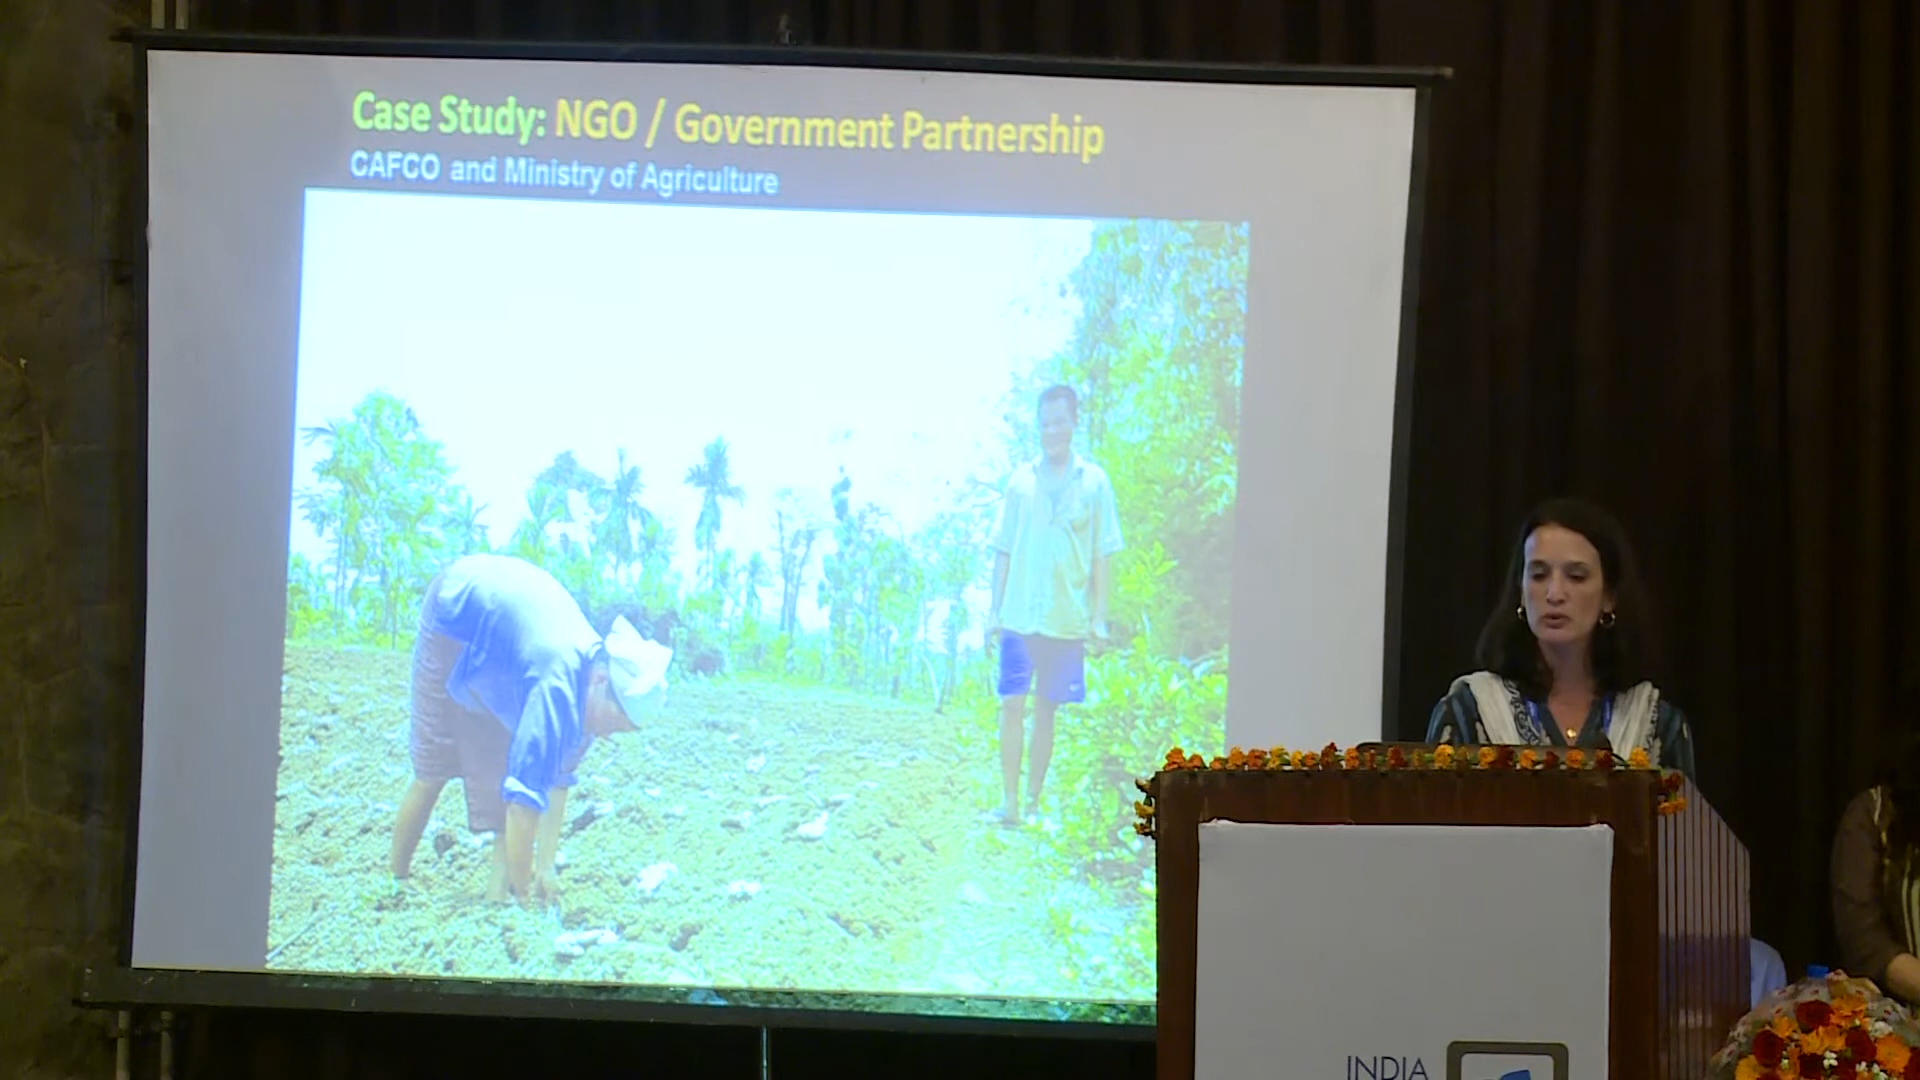 Case Study: NGO / Government Partnership
CAFCO and Ministry of Agriculture
INDIA